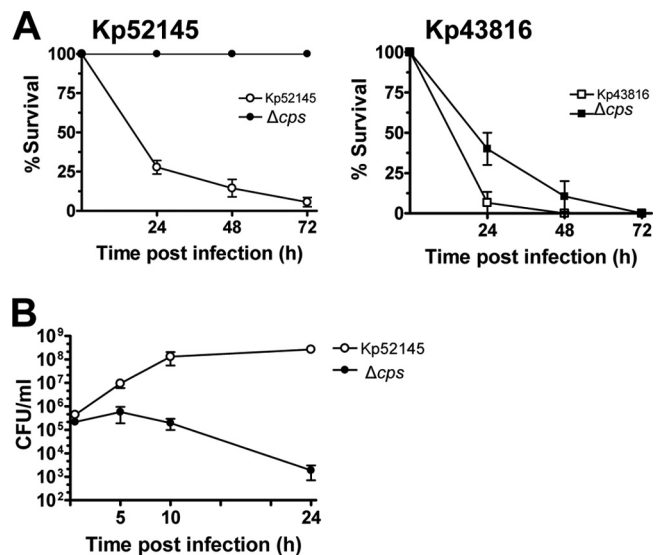 A
Kp52145
Kp43816
100
75
50
25
0
% Survival
Kp52145
Δcps
24
48
72
Time post infection (h)
100
75
50
25
0
% Survival
Kp43816
Δcps
24
48
72
Time post infection (h)
B
10⁹
10⁸
10⁷
10⁶
10⁵
10⁴
10³
10²
CFU/ml
Kp52145
Δcps
5
10
24
Time post infection (h)